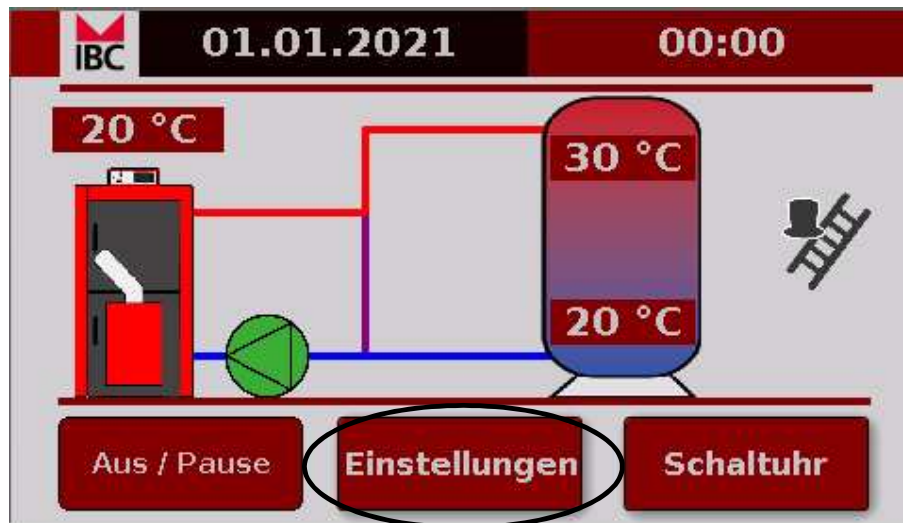 IBC
01.01.2021
00:00
20 °C
30 °C
20 °C
Aus / Pause
Einstellungen
Schaltuhr